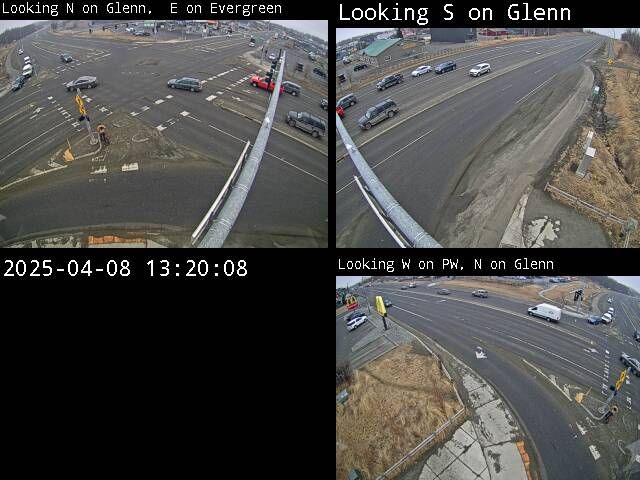 Looking N on Glenn, E on Evergreen
Looking S on Glenn
2025-04-08 13:20:08
Looking W on PW, N on Glenn